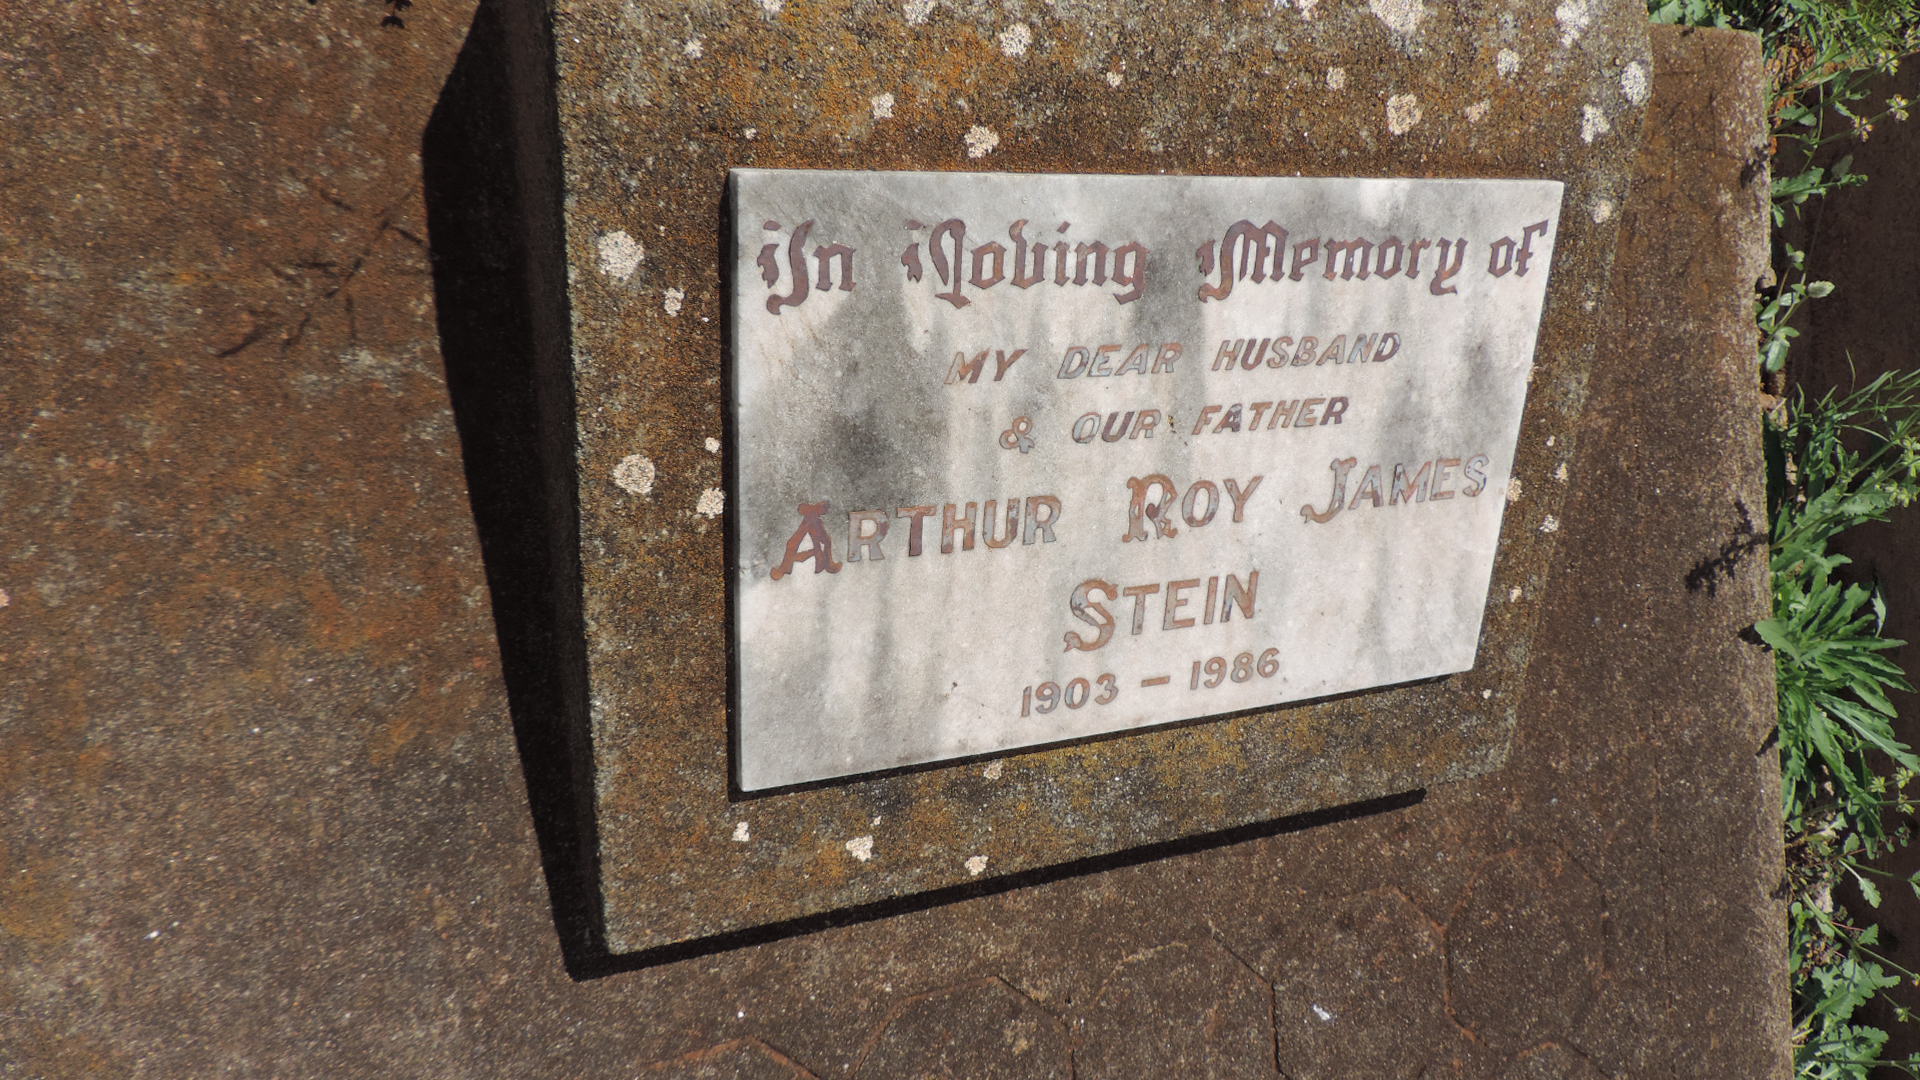 In Loving Memory of
MY DEAR HUSBAND
& OUR FATHER
ARTHUR ROY JAMES
STEIN
1903 – 1986